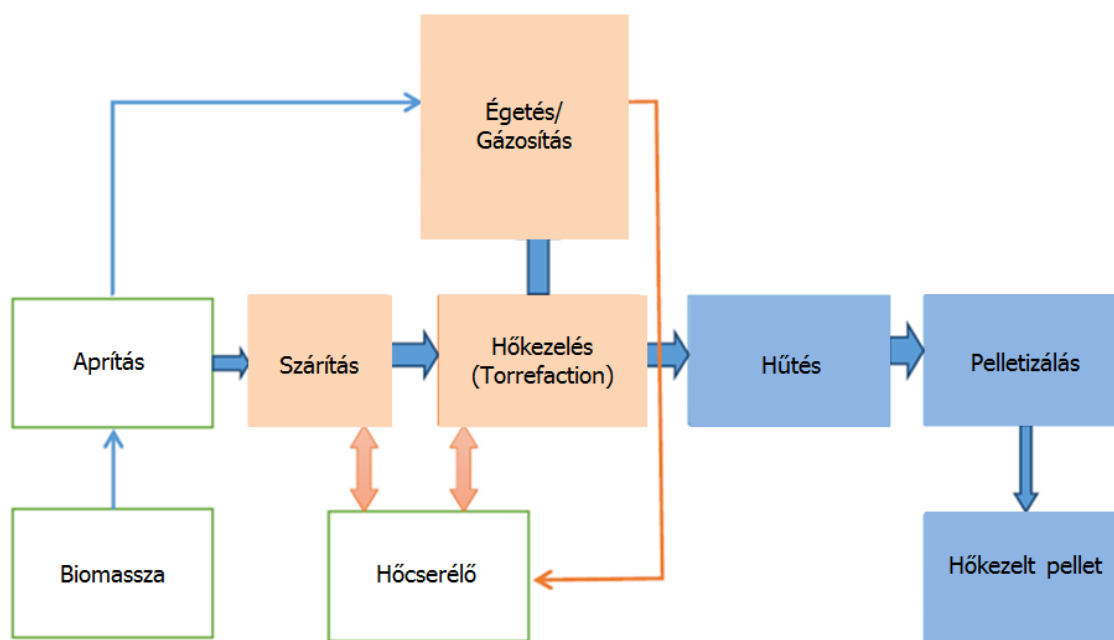 Égetés/
Gázosítás
Aprítás
Szárítás
Hőkezelés
(Torrefaction)
Hűtés
Pelletizálás
Biomassza
Hőcserélő
Hőkezelt pellet